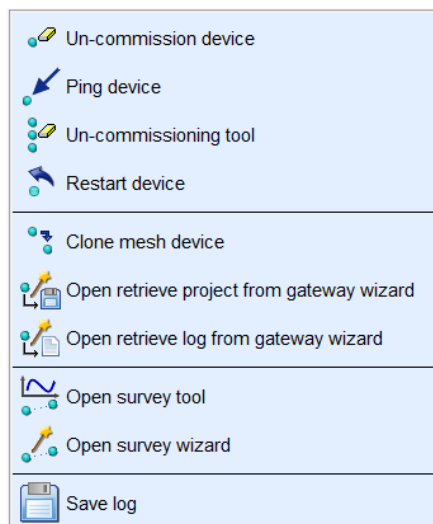 Un-commission device
Ping device
Un-commissioning tool
Restart device
Clone mesh device
Open retrieve project from gateway wizard
Open retrieve log from gateway wizard
Open survey tool
Open survey wizard
Save log